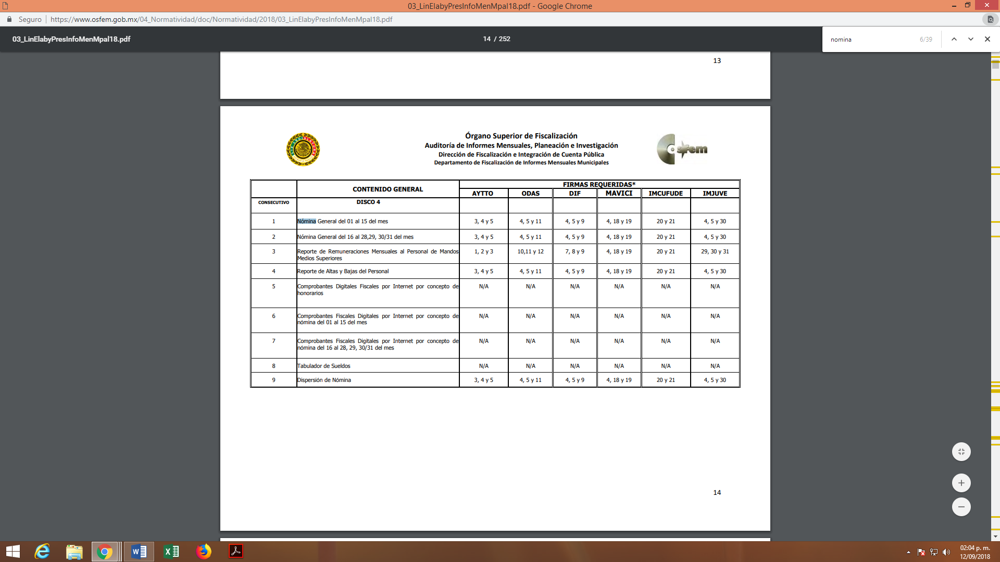 03_LinElabyPresInfoMenMpal18.pdf - Google Chrome
Seguro https://www.osfem.gob.mx/04_Normatividad/doc/Normatividad/2018/03_LinElabyPresInfoMenMpal18.pdf
03_LinElabyPresInfoMenMpal18.pdf 14 / 252 nomina 6/39
13
Órgano Superior de Fiscalización
Auditoría de Informes Mensuales, Planeación e Investigación
Dirección de Fiscalización e Integración de Cuenta Pública
Departamento de Fiscalización de Informes Mensuales Municipales
osfem
CONTENIDO GENERAL FIRMAS REQUERIDAS*
AYTTO ODAS DIF MAVICI IMCUFUDE IMJUVE
CONSECUTIVO DISCO 4
1 Nómina General del 01 al 15 del mes 3, 4 y 5 4, 5 y 11 4, 5 y 9 4, 18 y 19 20 y 21 4, 5 y 30
2 Nómina General del 16 al 28,29, 30/31 del mes 3, 4 y 5 4, 5 y 11 4, 5 y 9 4, 18 y 19 20 y 21 4, 5 y 30
3 Reporte de Remuneraciones Mensuales al Personal de Mandos 1, 2 y 3 10,11 y 12 7, 8 y 9 4, 18 y 19 20 y 21 29, 30 y 31
Medios Superiores
4 Reporte de Altas y Bajas del Personal 3, 4 y 5 4, 5 y 11 4, 5 y 9 4, 18 y 19 20 y 21 4, 5 y 30
5 Comprobantes Digitales Fiscales por Internet por concepto de N/A N/A N/A N/A N/A N/A
honorarios
6 Comprobantes Fiscales Digitales por Internet por concepto de N/A N/A N/A N/A N/A N/A
nómina del 01 al 15 del mes
7 Comprobantes Fiscales Digitales por Internet por concepto de N/A N/A N/A N/A N/A N/A
nómina del 16 al 28, 29, 30/31 del mes
8 Tabulador de Sueldos N/A N/A N/A N/A N/A N/A
9 Dispersión de Nómina 3, 4 y 5 4, 5 y 11 4, 5 y 9 4, 18 y 19 20 y 21 4, 5 y 30
14
02:04 p. m.
12/09/2018